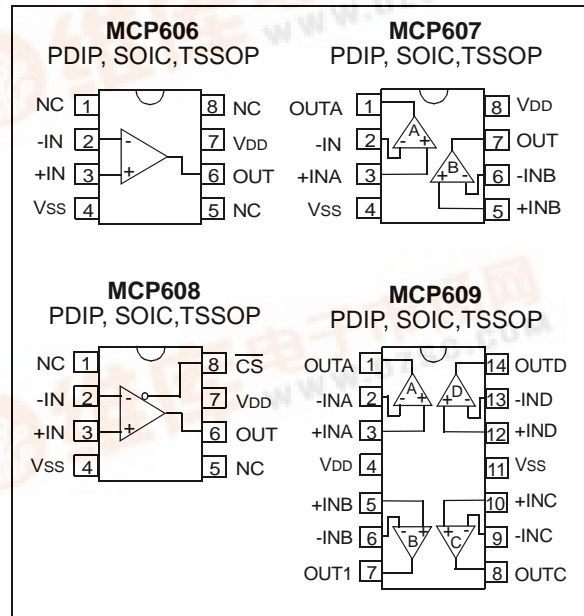 MCP606
PDIP, SOIC,TSSOP
NC 1
8 NC
-IN 2
7 VDD
+IN 3
6 OUT
VSS 4
5 NC
- +
MCP607
PDIP, SOIC,TSSOP
OUTA 1
8 VDD
-IN 2
7 OUT
+INA 3
6 -INB
VSS 4
5 +INB
A
- +
B
+ -
MCP608
PDIP, SOIC,TSSOP
NC 1
8 CS
-IN 2
7 VDD
+IN 3
6 OUT
VSS 4
5 NC
- +
MCP609
PDIP, SOIC,TSSOP
OUTA 1
14 OUTD
-INA 2
13 -IND
+INA 3
12 +IND
VDD 4
11 VSS
+INB 5
10 +INC
-INB 6
9 -INC
OUT1 7
8 OUTC
A
- +
D
+ -
- +
B
+ -
C